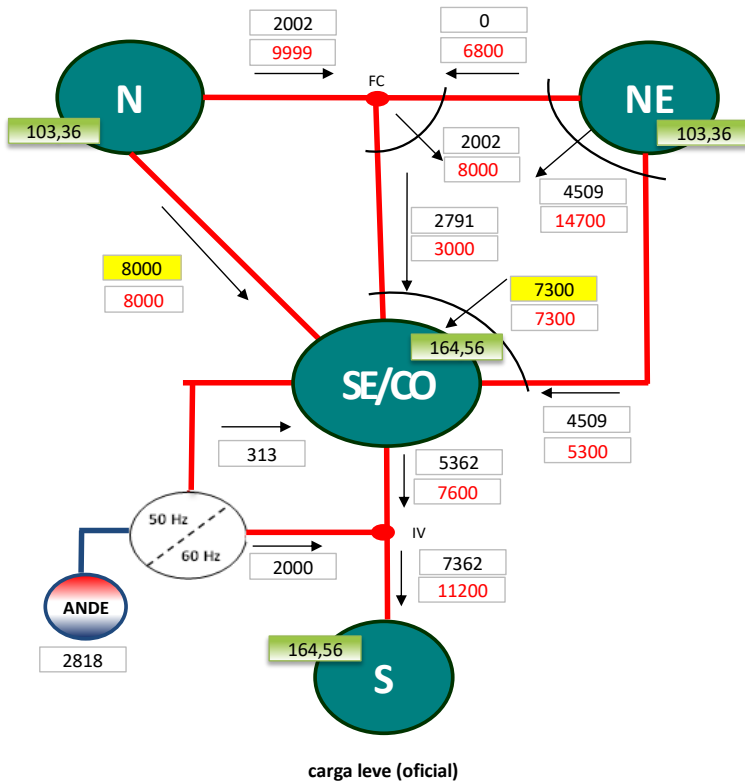 2002
9999
0
6800
FC
N
NE
103,36
103,36
2002
8000
4509
14700
2791
3000
8000
8000
7300
7300
164,56
SE/CO
313
4509
5300
5362
7600
50 Hz
60 Hz
IV
2000
7362
11200
ANDE
2818
164,56
S
carga leve (oficial)